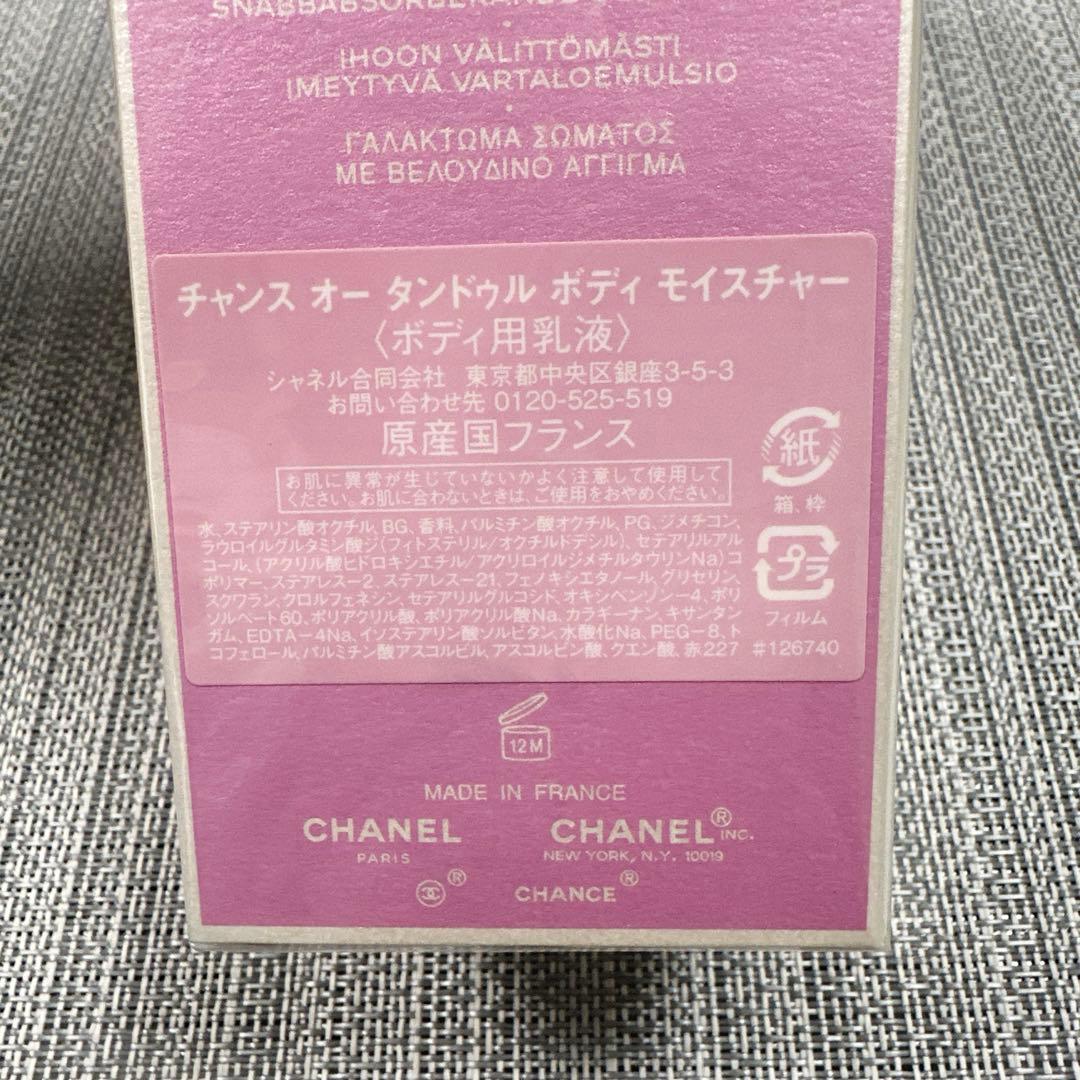 SNABBABSORBERANDE
IHOON VÄLITTÖMÄSTI
IMEYTYVÄ VARTALOEMULSIO
ΓΑΛΑΚΤΩΜΑ ΣΩΜΑΤΟΣ
ΜΕ ΒΕΛΟΥΔΙΝΟ ΑΓΓΙΓΜΑ
チャンス オー タンドゥル ボディ モイスチャー
〈ボディ用乳液〉
シャネル合同会社 東京都中央区銀座3-5-3
お問い合わせ先 0120-525-519
原産国フランス
お肌に異常が生じていないかよく注意して使用して
ください。お肌に合わないときは、ご使用をおやめください。
紙
箱、枠
水、ステアリン酸オクチル、BG、香料、パルミチン酸オクチル、PG、ジメチコン、
ラウロイルグルタミン酸ジ(フィトステリル/オクチルドデシル)、セテアリルアル
コール、(アクリル酸ヒドロキシエチル/アクリロイルジメチルタウリンNa)コ
ポリマー、ステアレス-2、ステアレス-21、フェノキシエタノール、グリセリン、
スクワラン、クロルフェネシン、セテアリルグルコシド、オキシベンゾン-4、ポリ
ソルベート60、ポリアクリル酸、ポリアクリル酸Na、カラギーナン、キサンタン
ガム、EDTA-4Na、イソステアリン酸ソルビタン、水酸化Na、PEG-8、ト
コフェロール、パルミチン酸アスコルビル、アスコルビン酸、クエン酸、赤227
プラ
フィルム
#126740
12M
MADE IN FRANCE
CHANEL
PARIS
CHANEL® INC.
NEW YORK, N.Y. 10019
®
CHANCE®